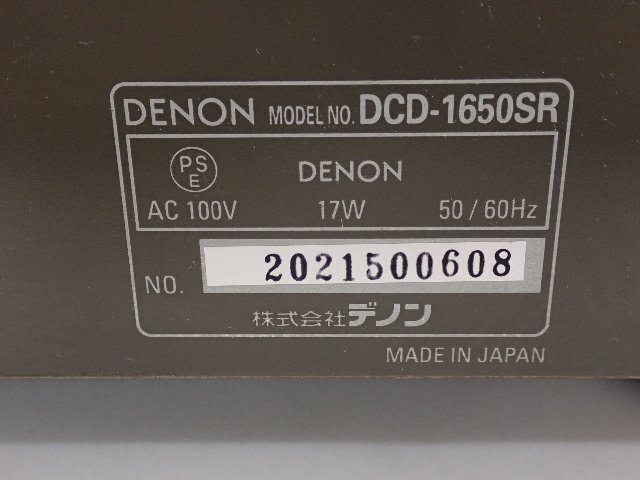 DENON MODEL NO. DCD-1650SR
PS E DENON
AC 100V 17W 50 / 60Hz
NO. 2021500608
株式会社デノン
MADE IN JAPAN